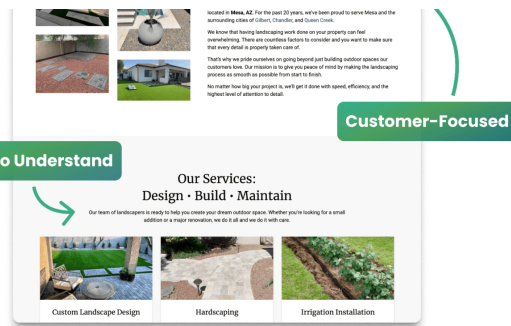 located in Mesa, AZ. For the past 20 years, we've been proud to serve Mesa and the
surrounding cities of Gilbert, Chandler, and Queen Creek.
We know that having landscaping work done on your property can feel
overwhelming. There are countless factors to consider and you want to make sure
that every detail is properly taken care of.
That's why we pride ourselves on going beyond just building outdoor spaces our
customers love. Our mission is to give you peace of mind by making the landscaping
process as smooth as possible from start to finish.
No matter how big your project is, we'll get it done with speed, efficiency, and the
highest level of attention to detail.
Customer-Focused
o Understand
Our Services:
Design • Build • Maintain
Our team of landscapers is ready to help you create your dream outdoor space. Whether you're looking for a small
addition or a major renovation, we do it all and we do it with care.
Custom Landscape Design
Hardscaping
Irrigation Installation